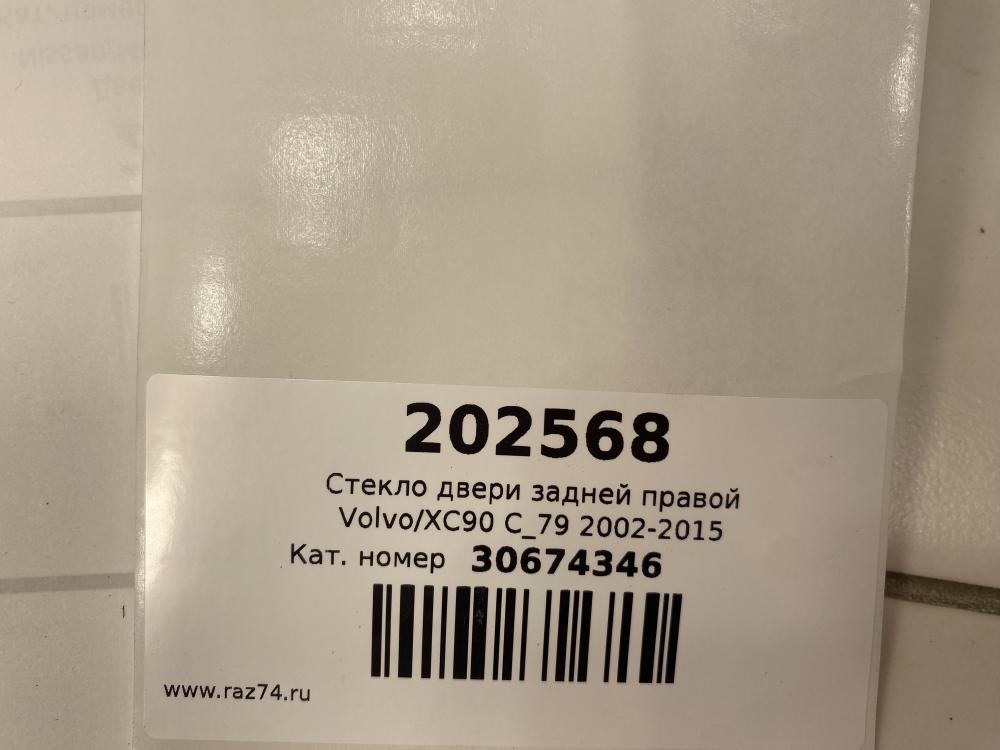 202568
Стекло двери задней правой
Volvo/XC90 C_79 2002-2015
Кат. номер 30674346
www.raz74.ru